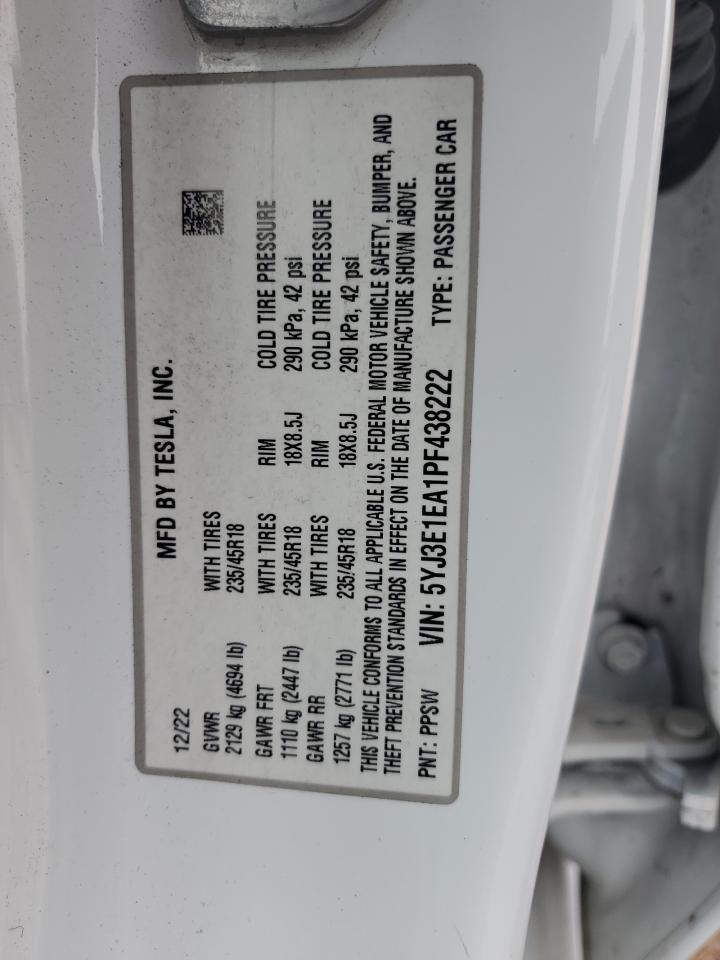 MFD BY TESLA, INC.
12/22
GVWR WITH TIRES
2129 kg (4694 lb) 235/45R18
GAWR FRT WITH TIRES RIM COLD TIRE PRESSURE
1110 kg (2447 lb) 235/45R18 18X8.5J 290 kPa, 42 psi
GAWR RR WITH TIRES RIM COLD TIRE PRESSURE
1257 kg (2771 lb) 235/45R18 18X8.5J 290 kPa, 42 psi
THIS VEHICLE CONFORMS TO ALL APPLICABLE U.S. FEDERAL MOTOR VEHICLE SAFETY, BUMPER, AND
THEFT PREVENTION STANDARDS IN EFFECT ON THE DATE OF MANUFACTURE SHOWN ABOVE.
PNT: PPSW VIN: 5YJ3E1EA1PF438222 TYPE: PASSENGER CAR